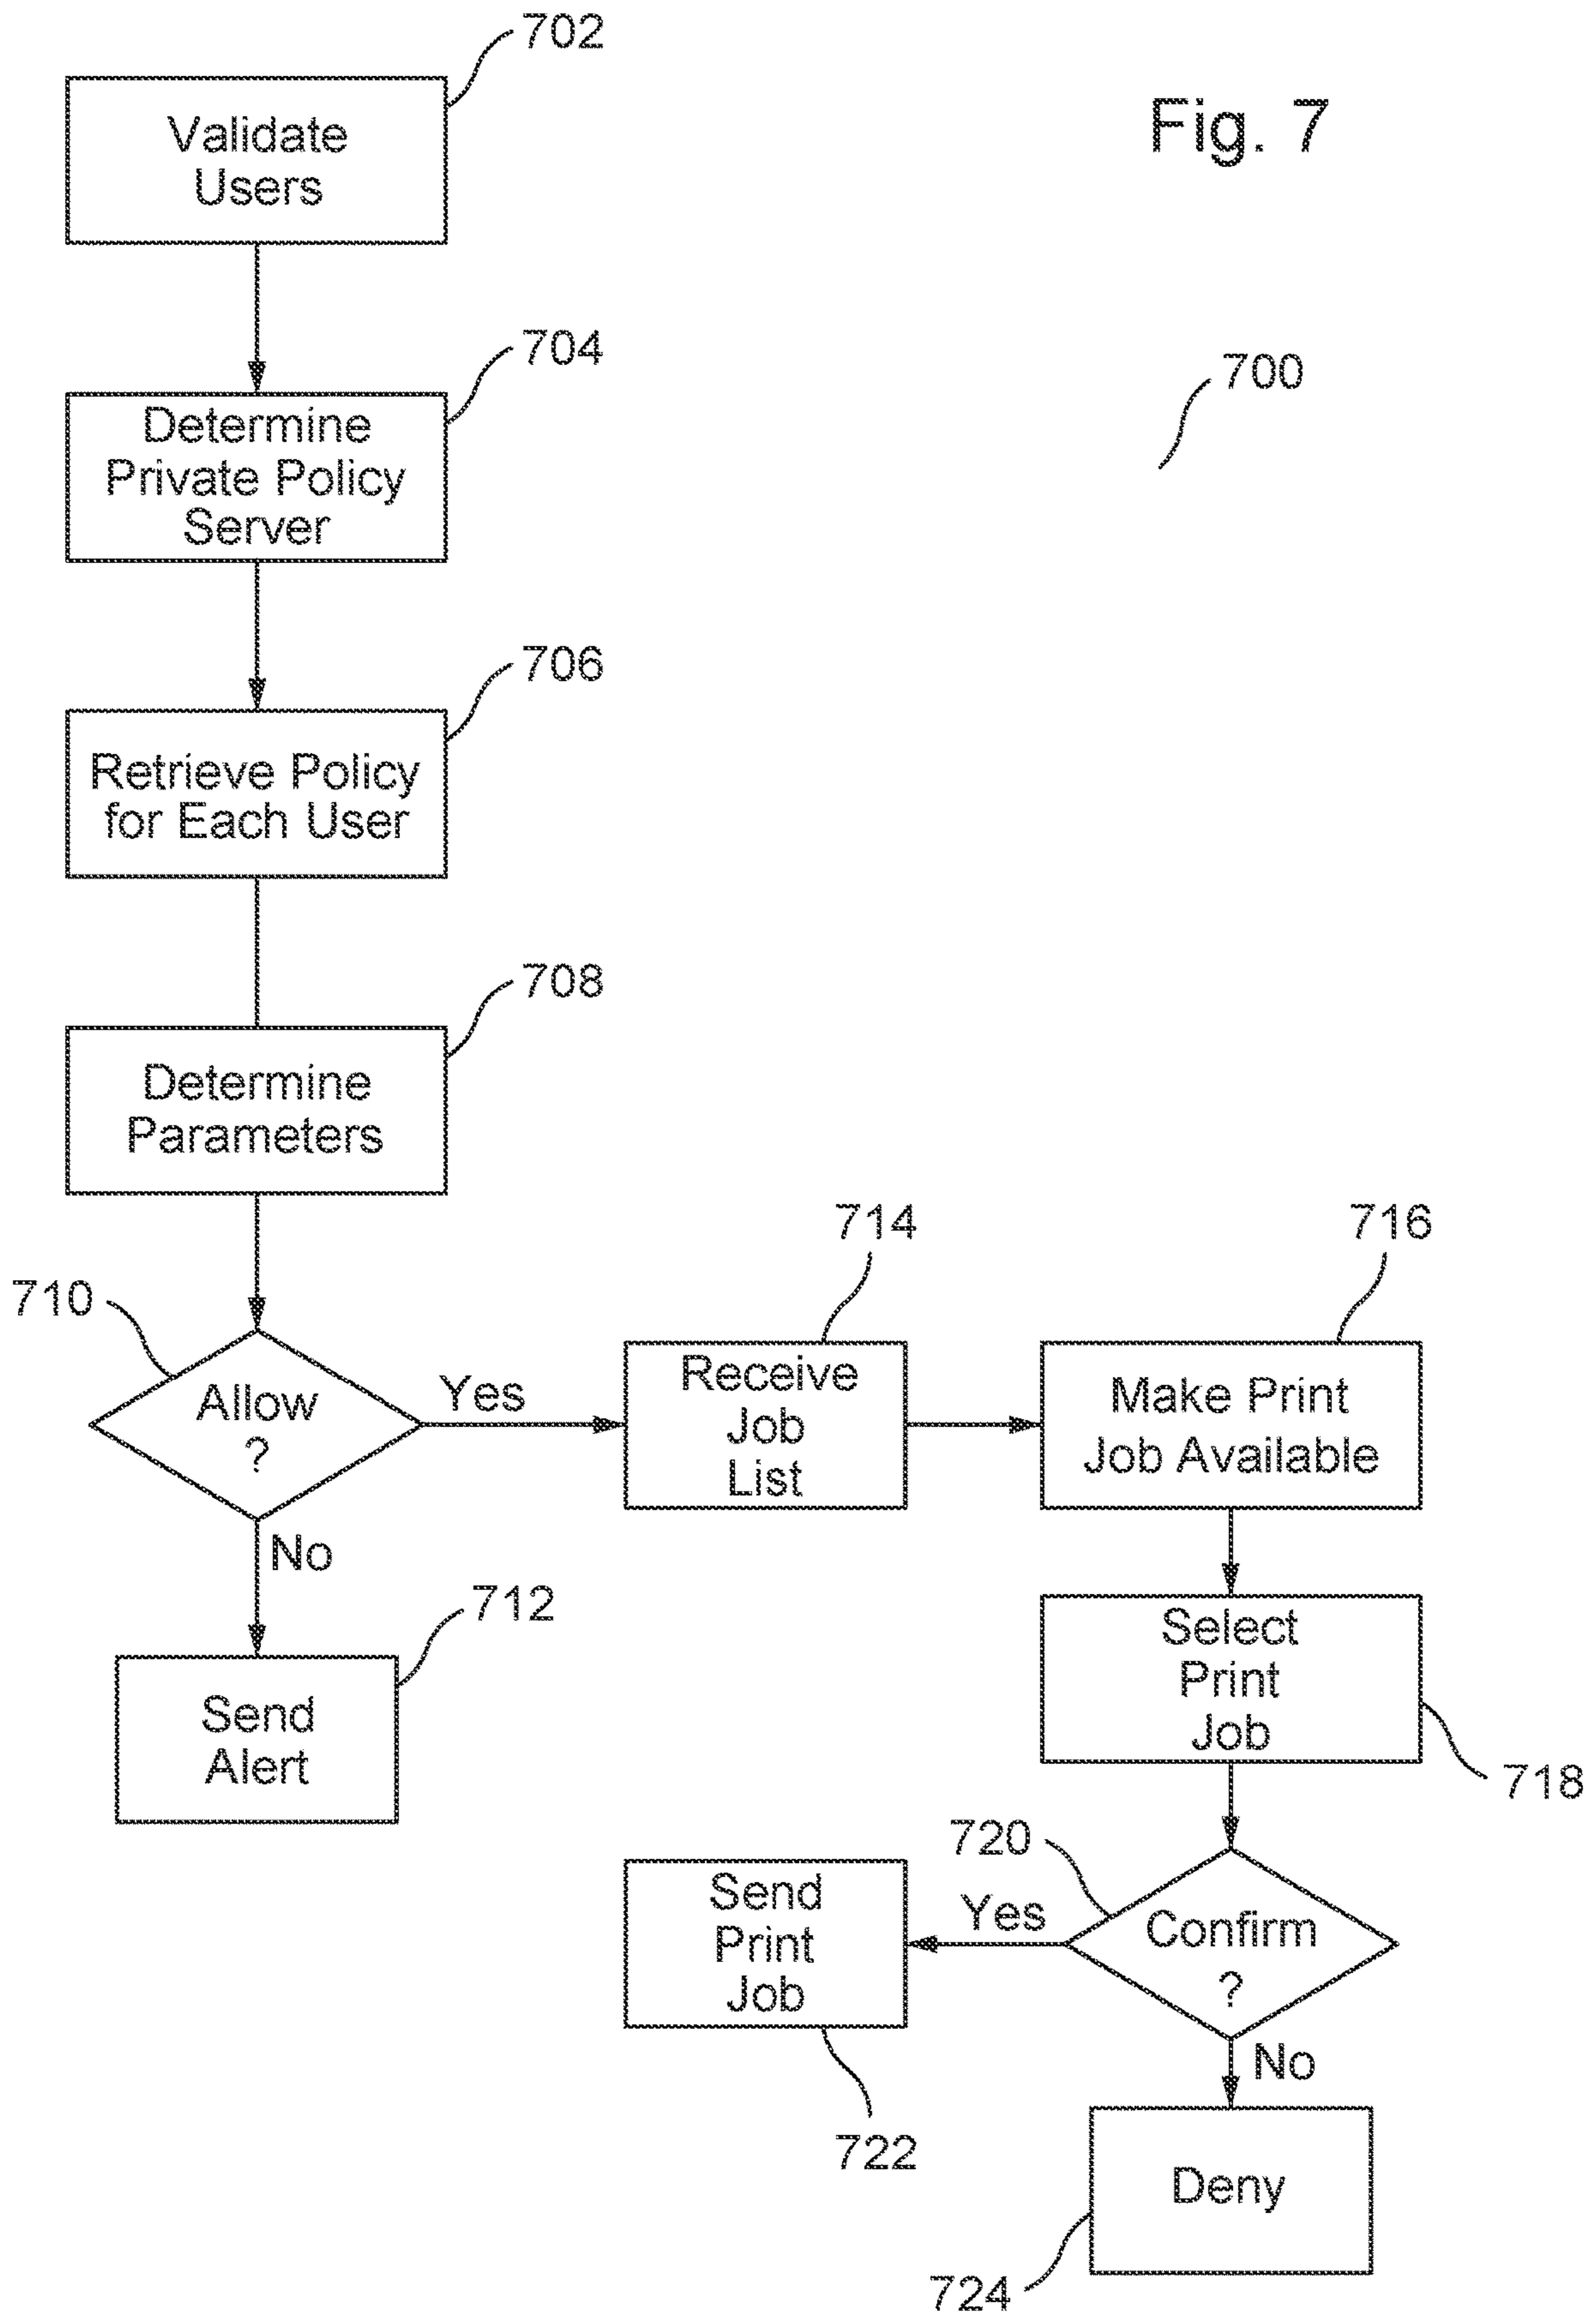 702
Fig. 7
Validate
Users
704
700
Determine
Private Policy
Server
706
Retrieve Policy
for Each User
708
Determine
Parameters
710
Allow
?
Yes
No
712
Send
Alert
714
Receive
Job
List
716
Make Print
Job Available
Select
Print
Job
718
720
Confirm
?
Yes
Send
Print
Job
722
No
Deny
724